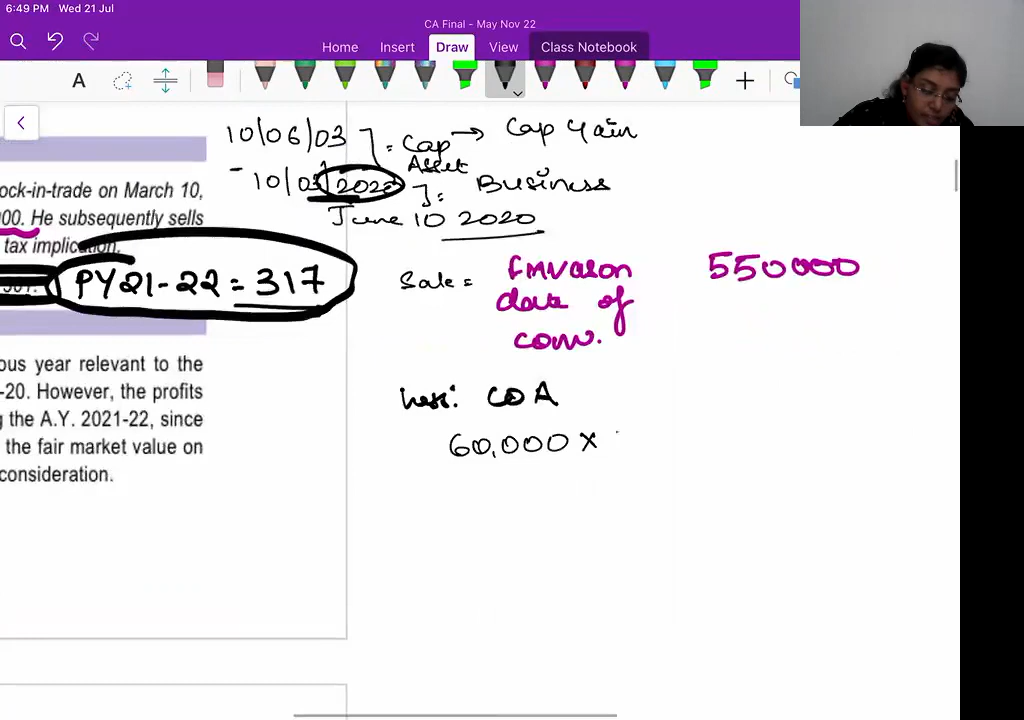 6:49 PM Wed 21 Jul
CA Final - May Nov 22
Home Insert Draw View Class Notebook
A
10/06/03 ] = Cap Asset → Cap Gain
- 10/03/2020 ] = Business
June 10 2020
ock-in-trade on March 10,
00. He subsequently sells
tax implication.
PY21-22 = 317
Sale = FMV as on 550000
date of
conv.
ous year relevant to the
-20. However, the profits
g the A.Y. 2021-22, since
the fair market value on
consideration.
Less: COA
60,000 ×